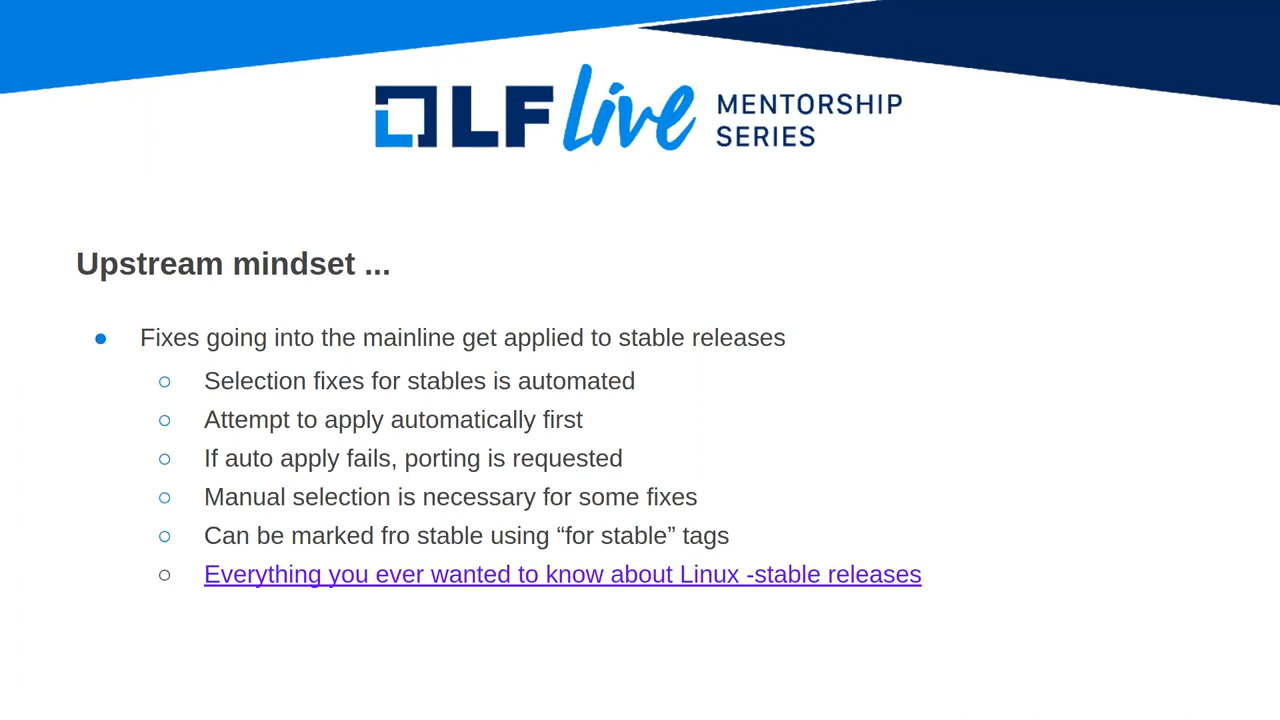 LF Live MENTORSHIP
SERIES
Upstream mindset ...
● Fixes going into the mainline get applied to stable releases
○ Selection fixes for stables is automated
○ Attempt to apply automatically first
○ If auto apply fails, porting is requested
○ Manual selection is necessary for some fixes
○ Can be marked fro stable using “for stable” tags
○ Everything you ever wanted to know about Linux -stable releases